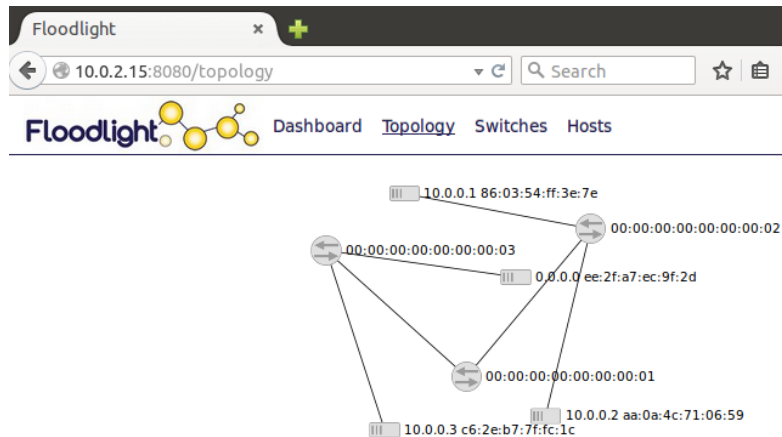 Floodlight
10.0.2.15:8080/topology
Search
Floodlight
Dashboard Topology Switches Hosts
10.0.0.1 86:03:54:ff:3e:7e
00:00:00:00:00:00:00:02
00:00:00:00:00:00:00:03
0.0.0.0 ee:2f:a7:ec:9f:2d
00:00:00:00:00:00:00:01
10.0.0.2 aa:0a:4c:71:06:59
10.0.0.3 c6:2e:b7:7f:fc:1c